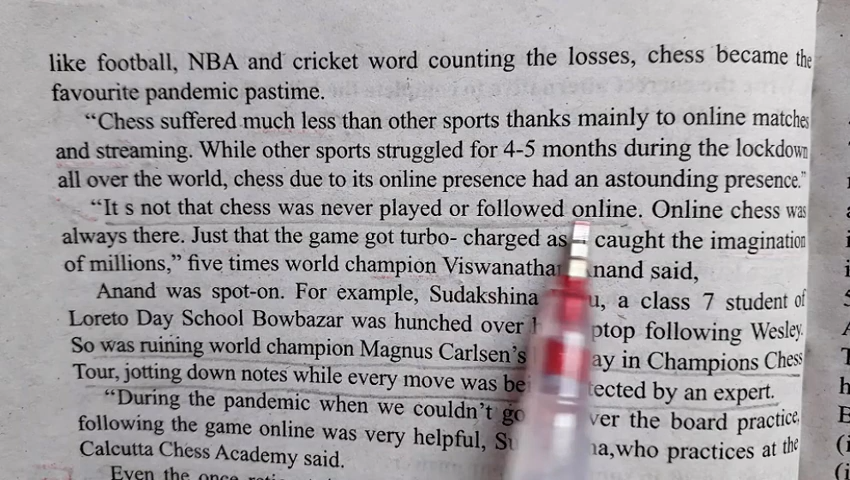 like football, NBA and cricket word counting the losses, chess became the
favourite pandemic pastime.
“Chess suffered much less than other sports thanks mainly to online matches
and streaming. While other sports struggled for 4-5 months during the lockdown
all over the world, chess due to its online presence had an astounding presence.”
“It s not that chess was never played or followed online. Online chess was
always there. Just that the game got turbo- charged as caught the imagination
of millions,” five times world champion Viswanathan Anand said,
Anand was spot-on. For example, Sudakshina a class 7 student of
Loreto Day School Bowbazar was hunched over following Wesley.
So was ruining world champion Magnus Carlsen’s in Champions Chess
Tour, jotting down notes while every move was by an expert.
“During the pandemic when we couldn’t go the board practice,
following the game online was very helpful, who practices at the
Calcutta Chess Academy said.
Even the once